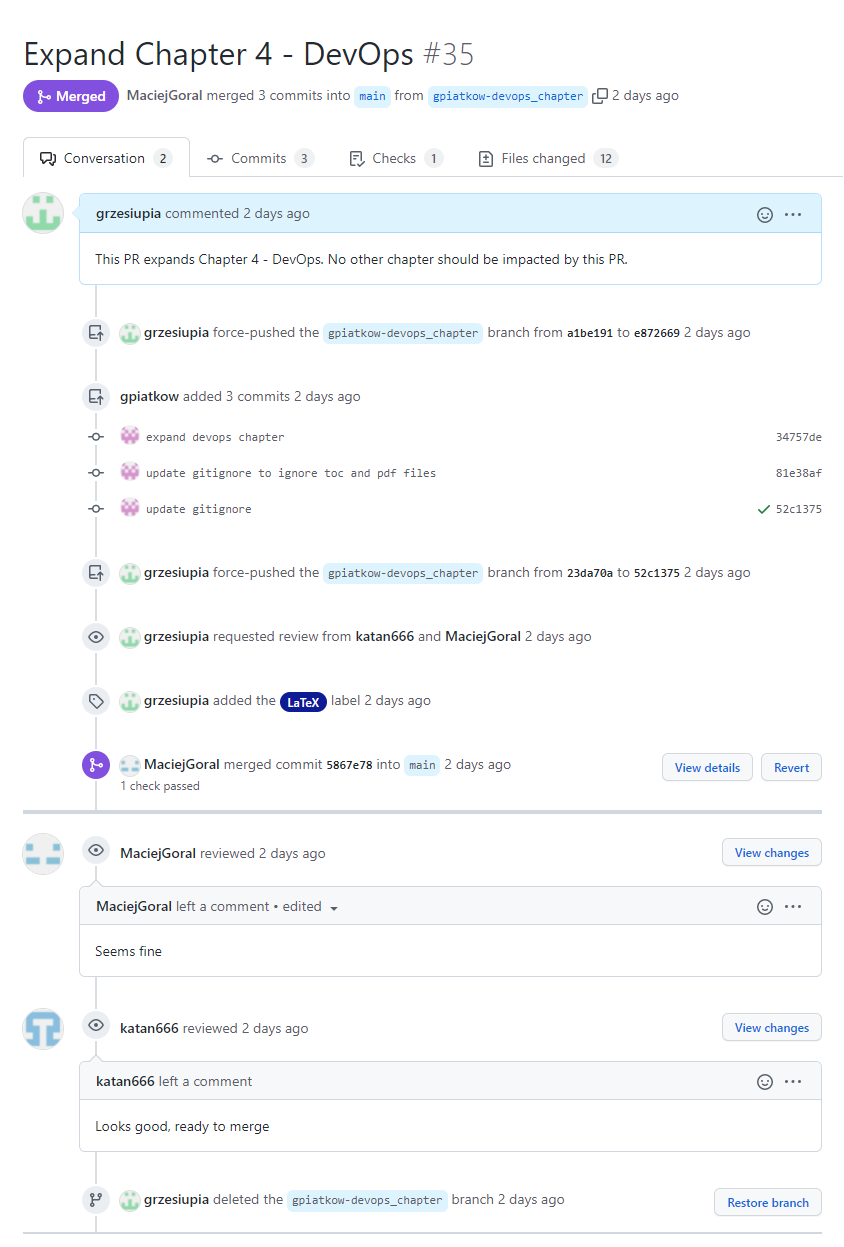 Expand Chapter 4 - DevOps #35
Merged MaciejGoral merged 3 commits into main from gpiatkow-devops_chapter 2 days ago
Conversation 2 Commits 3 Checks 1 Files changed 12
grzesiupia commented 2 days ago
This PR expands Chapter 4 - DevOps. No other chapter should be impacted by this PR.
grzesiupia force-pushed the gpiatkow-devops_chapter branch from a1be191 to e872669 2 days ago
gpiatkow added 3 commits 2 days ago
expand devops chapter 34757de
update gitignore to ignore toc and pdf files 81e38af
update gitignore 52c1375
grzesiupia force-pushed the gpiatkow-devops_chapter branch from 23da70a to 52c1375 2 days ago
grzesiupia requested review from katan666 and MaciejGoral 2 days ago
grzesiupia added the LaTeX label 2 days ago
MaciejGoral merged commit 5867e78 into main 2 days ago View details Revert
1 check passed
MaciejGoral reviewed 2 days ago View changes
MaciejGoral left a comment • edited
Seems fine
katan666 reviewed 2 days ago View changes
katan666 left a comment
Looks good, ready to merge
grzesiupia deleted the gpiatkow-devops_chapter branch 2 days ago Restore branch